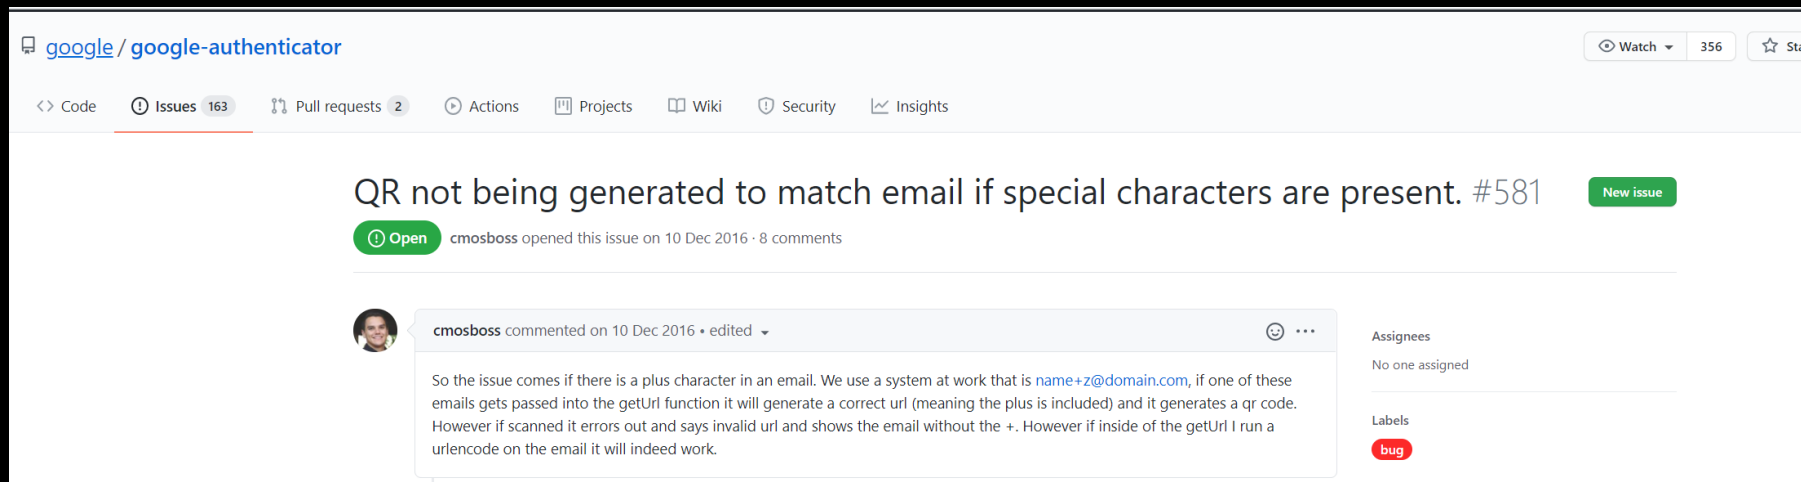 google / google-authenticator
Watch 356
Code Issues 163 Pull requests 2 Actions Projects Wiki Security Insights
QR not being generated to match email if special characters are present. #581
New issue
Open cmosboss opened this issue on 10 Dec 2016 · 8 comments
cmosboss commented on 10 Dec 2016 • edited
So the issue comes if there is a plus character in an email. We use a system at work that is name+z@domain.com, if one of these
emails gets passed into the getUrl function it will generate a correct url (meaning the plus is included) and it generates a qr code.
However if scanned it errors out and says invalid url and shows the email without the +. However if inside of the getUrl I run a
urlencode on the email it will indeed work.
Assignees
No one assigned
Labels
bug